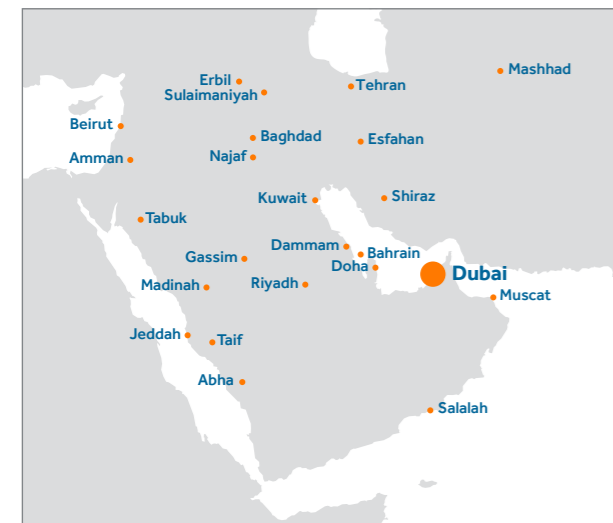 Mashhad
Erbil
Tehran
Sulaimaniyah
Beirut
Baghdad
Esfahan
Amman
Najaf
Kuwait
Shiraz
Tabuk
Dammam
Bahrain
Gassim
Doha
Dubai
Madinah
Riyadh
Muscat
Jeddah
Taif
Abha
Salalah